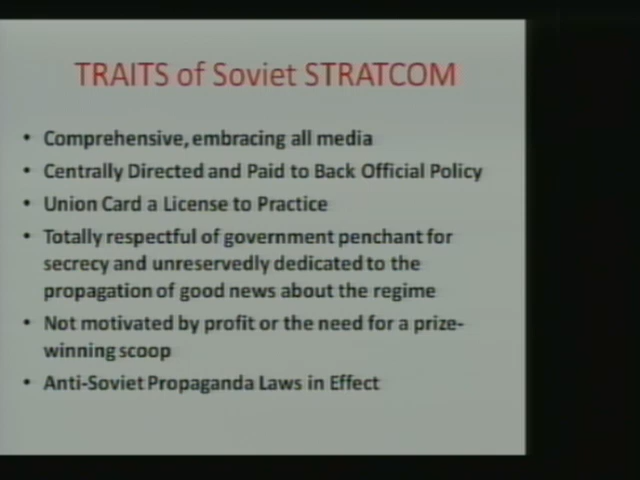 TRAITS of Soviet STRATCOM
• Comprehensive, embracing all media
• Centrally Directed and Paid to Back Official Policy
• Union Card a License to Practice
• Totally respectful of government penchant for
secrecy and unreservedly dedicated to the
propagation of good news about the regime
• Not motivated by profit or the need for a prize-
winning scoop
• Anti-Soviet Propaganda Laws in Effect